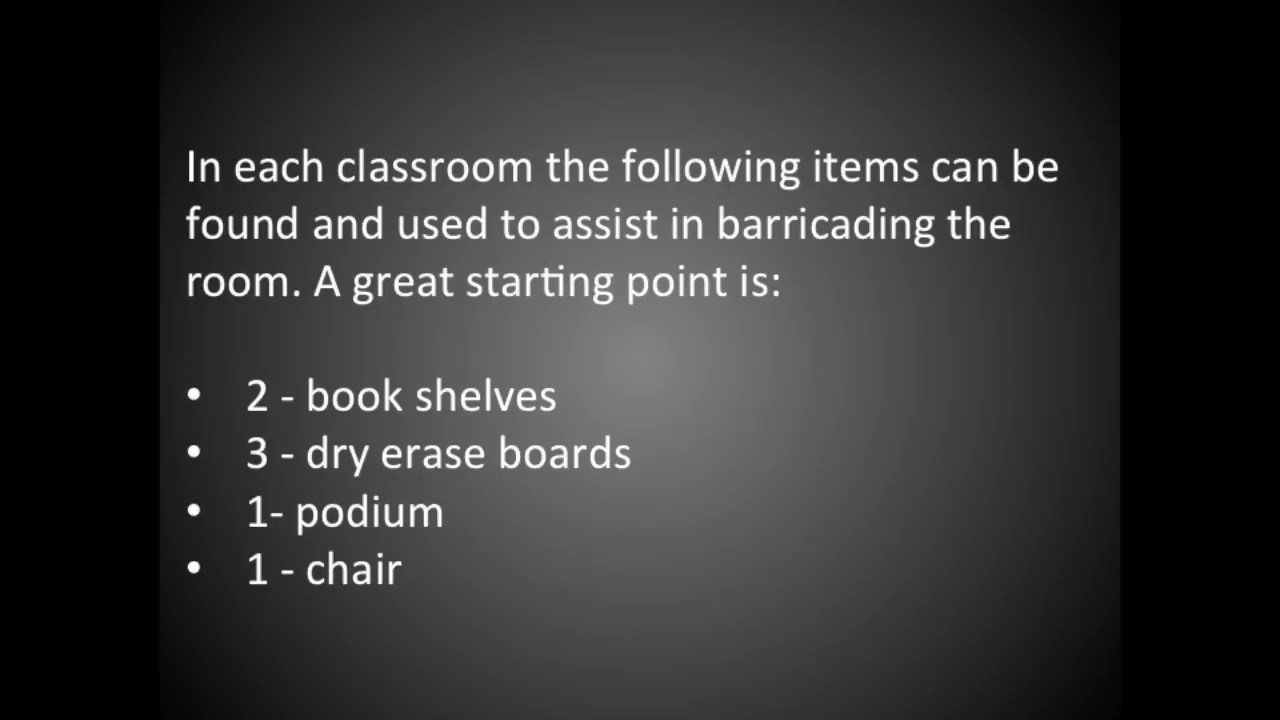 In each classroom the following items can be
found and used to assist in barricading the
room. A great starting point is:
• 2 - book shelves
• 3 - dry erase boards
• 1- podium
• 1 - chair